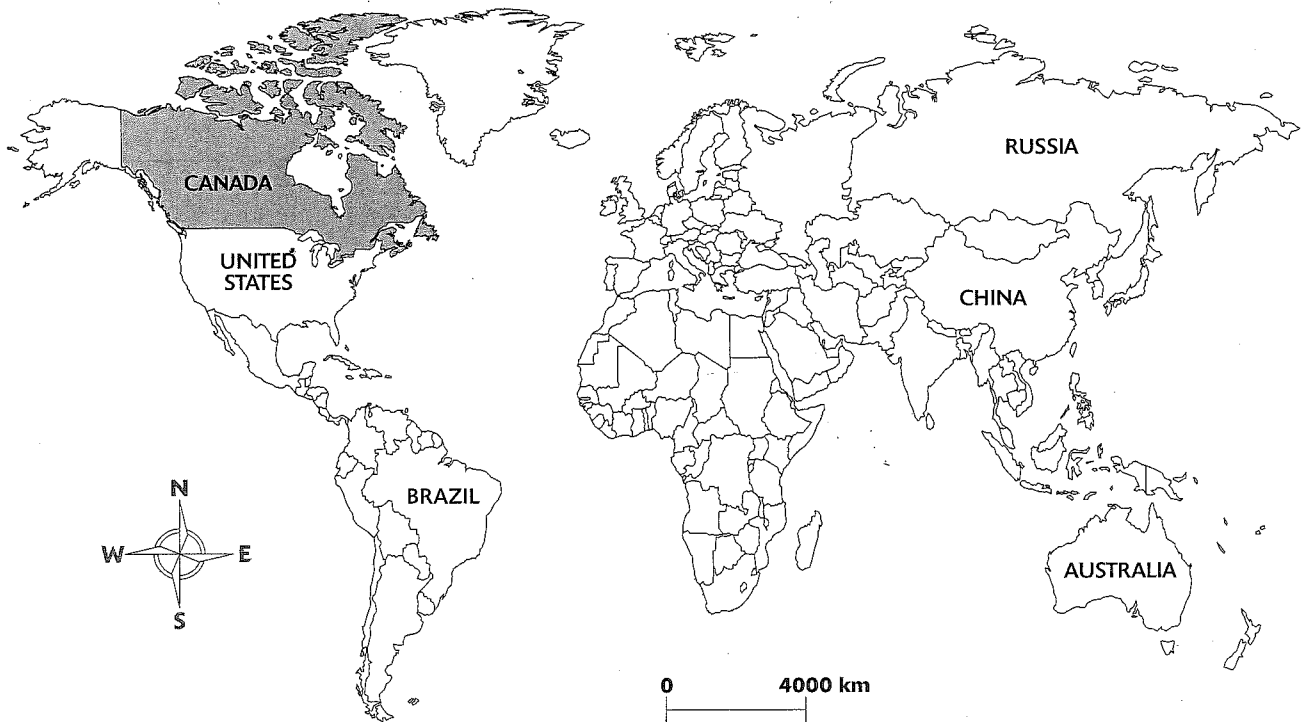 RUSSIA
CANADA
UNITED
STATES
CHINA
BRAZIL
N
W E
S
AUSTRALIA
0 4000 km